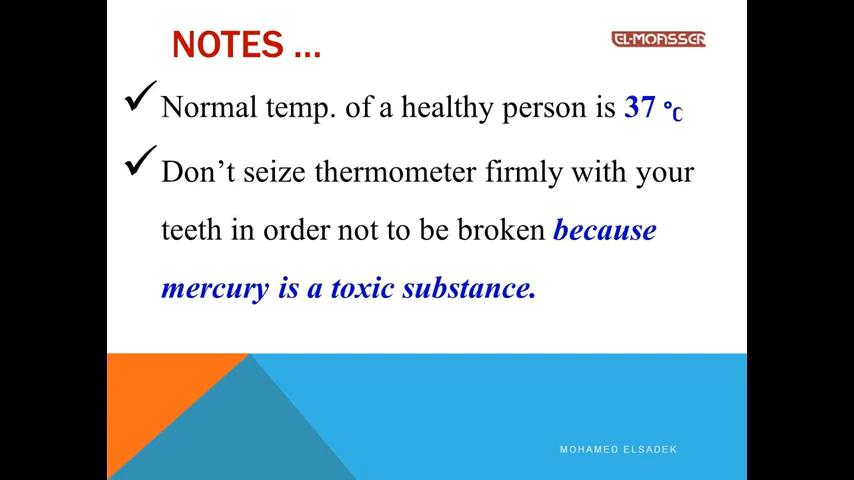 NOTES ...
EL-MOASSER
Normal temp. of a healthy person is 37 °C
Don’t seize thermometer firmly with your
teeth in order not to be broken because
mercury is a toxic substance.
MOHAMED ELSADEK